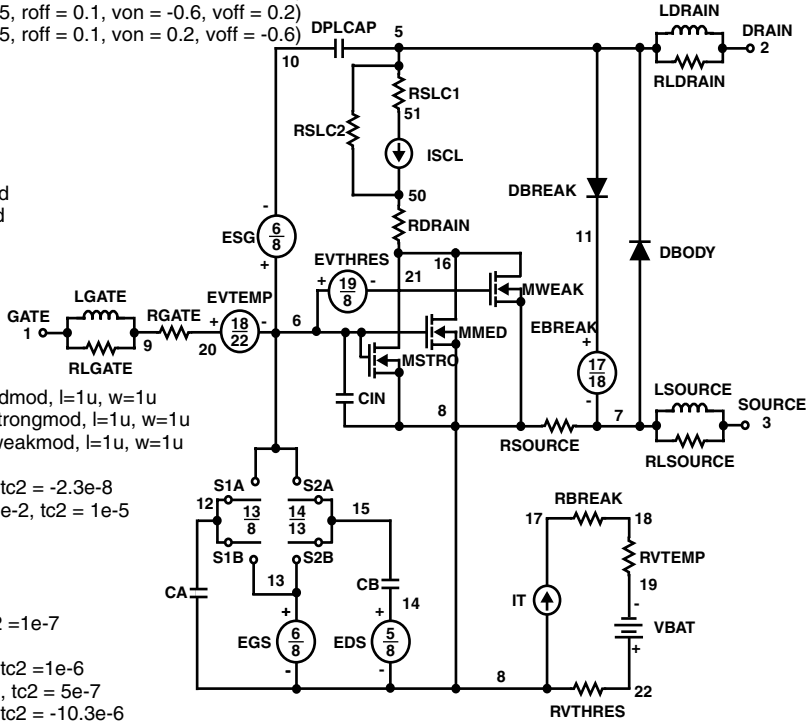 5, roff = 0.1, von = -0.6, voff = 0.2)
5, roff = 0.1, von = 0.2, voff = -0.6)
d
d
dmod, l=1u, w=1u
trongmod, l=1u, w=1u
veakmod, l=1u, w=1u
tc2 = -2.3e-8
e-2, tc2 = 1e-5
2 =1e-7
tc2 =1e-6
, tc2 = 5e-7
tc2 = -10.3e-6
DPLCAP
5
10
LDRAIN
DRAIN
2
RLDRAIN
RSLC1
51
RSLC2
ISCL
50
RDRAIN
DBREAK
11
DBODY
-
ESG
6
8
+
EVTHRES
+
19
8
-
21
16
MWEAK
LGATE
GATE
1
RLGATE
9
RGATE
20
EVTEMP
+
18
22
-
6
MMED
MSTRO
EBREAK
+
17
18
-
CIN
8
RSOURCE
7
LSOURCE
SOURCE
3
RLSOURCE
S1A
S2A
12
13
8
14
13
15
S1B
S2B
13
CA
CB
14
+
EGS
6
8
-
+
EDS
5
8
-
8
RBREAK
17
18
RVTEMP
19
IT
-
VBAT
+
22
RVTHRES